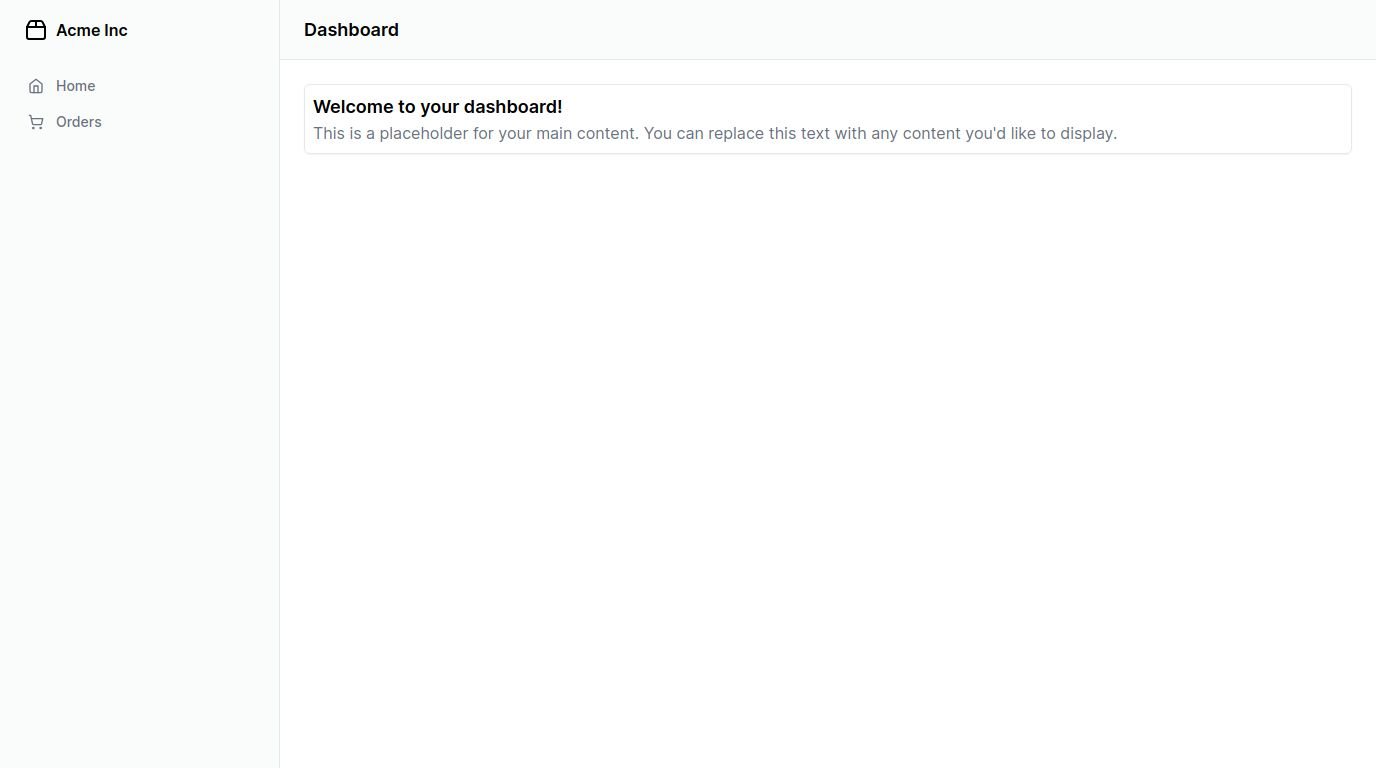 Acme Inc
Home
Orders
Dashboard
Welcome to your dashboard!
This is a placeholder for your main content. You can replace this text with any content you'd like to display.